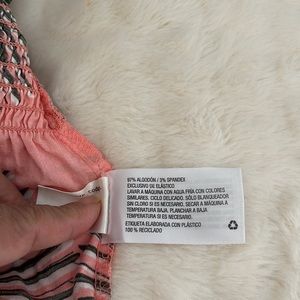 97% ALGODÓN / 3% SPANDEX
EXCLUSIVO DE ELÁSTICO
LAVAR A MÁQUINA CON AGUA FRÍA CON COLORES
SIMILARES. CICLO DELICADO. SÓLO BLANQUEADOR
SIN CLORO SI ES NECESARIO. SECAR A MÁQUINA A
TEMPERATURA BAJA. PLANCHAR A BAJA
TEMPERATURA SI ES NECESARIO.
ETIQUETA ELABORADA CON PLÁSTICO
100 % RECICLADO